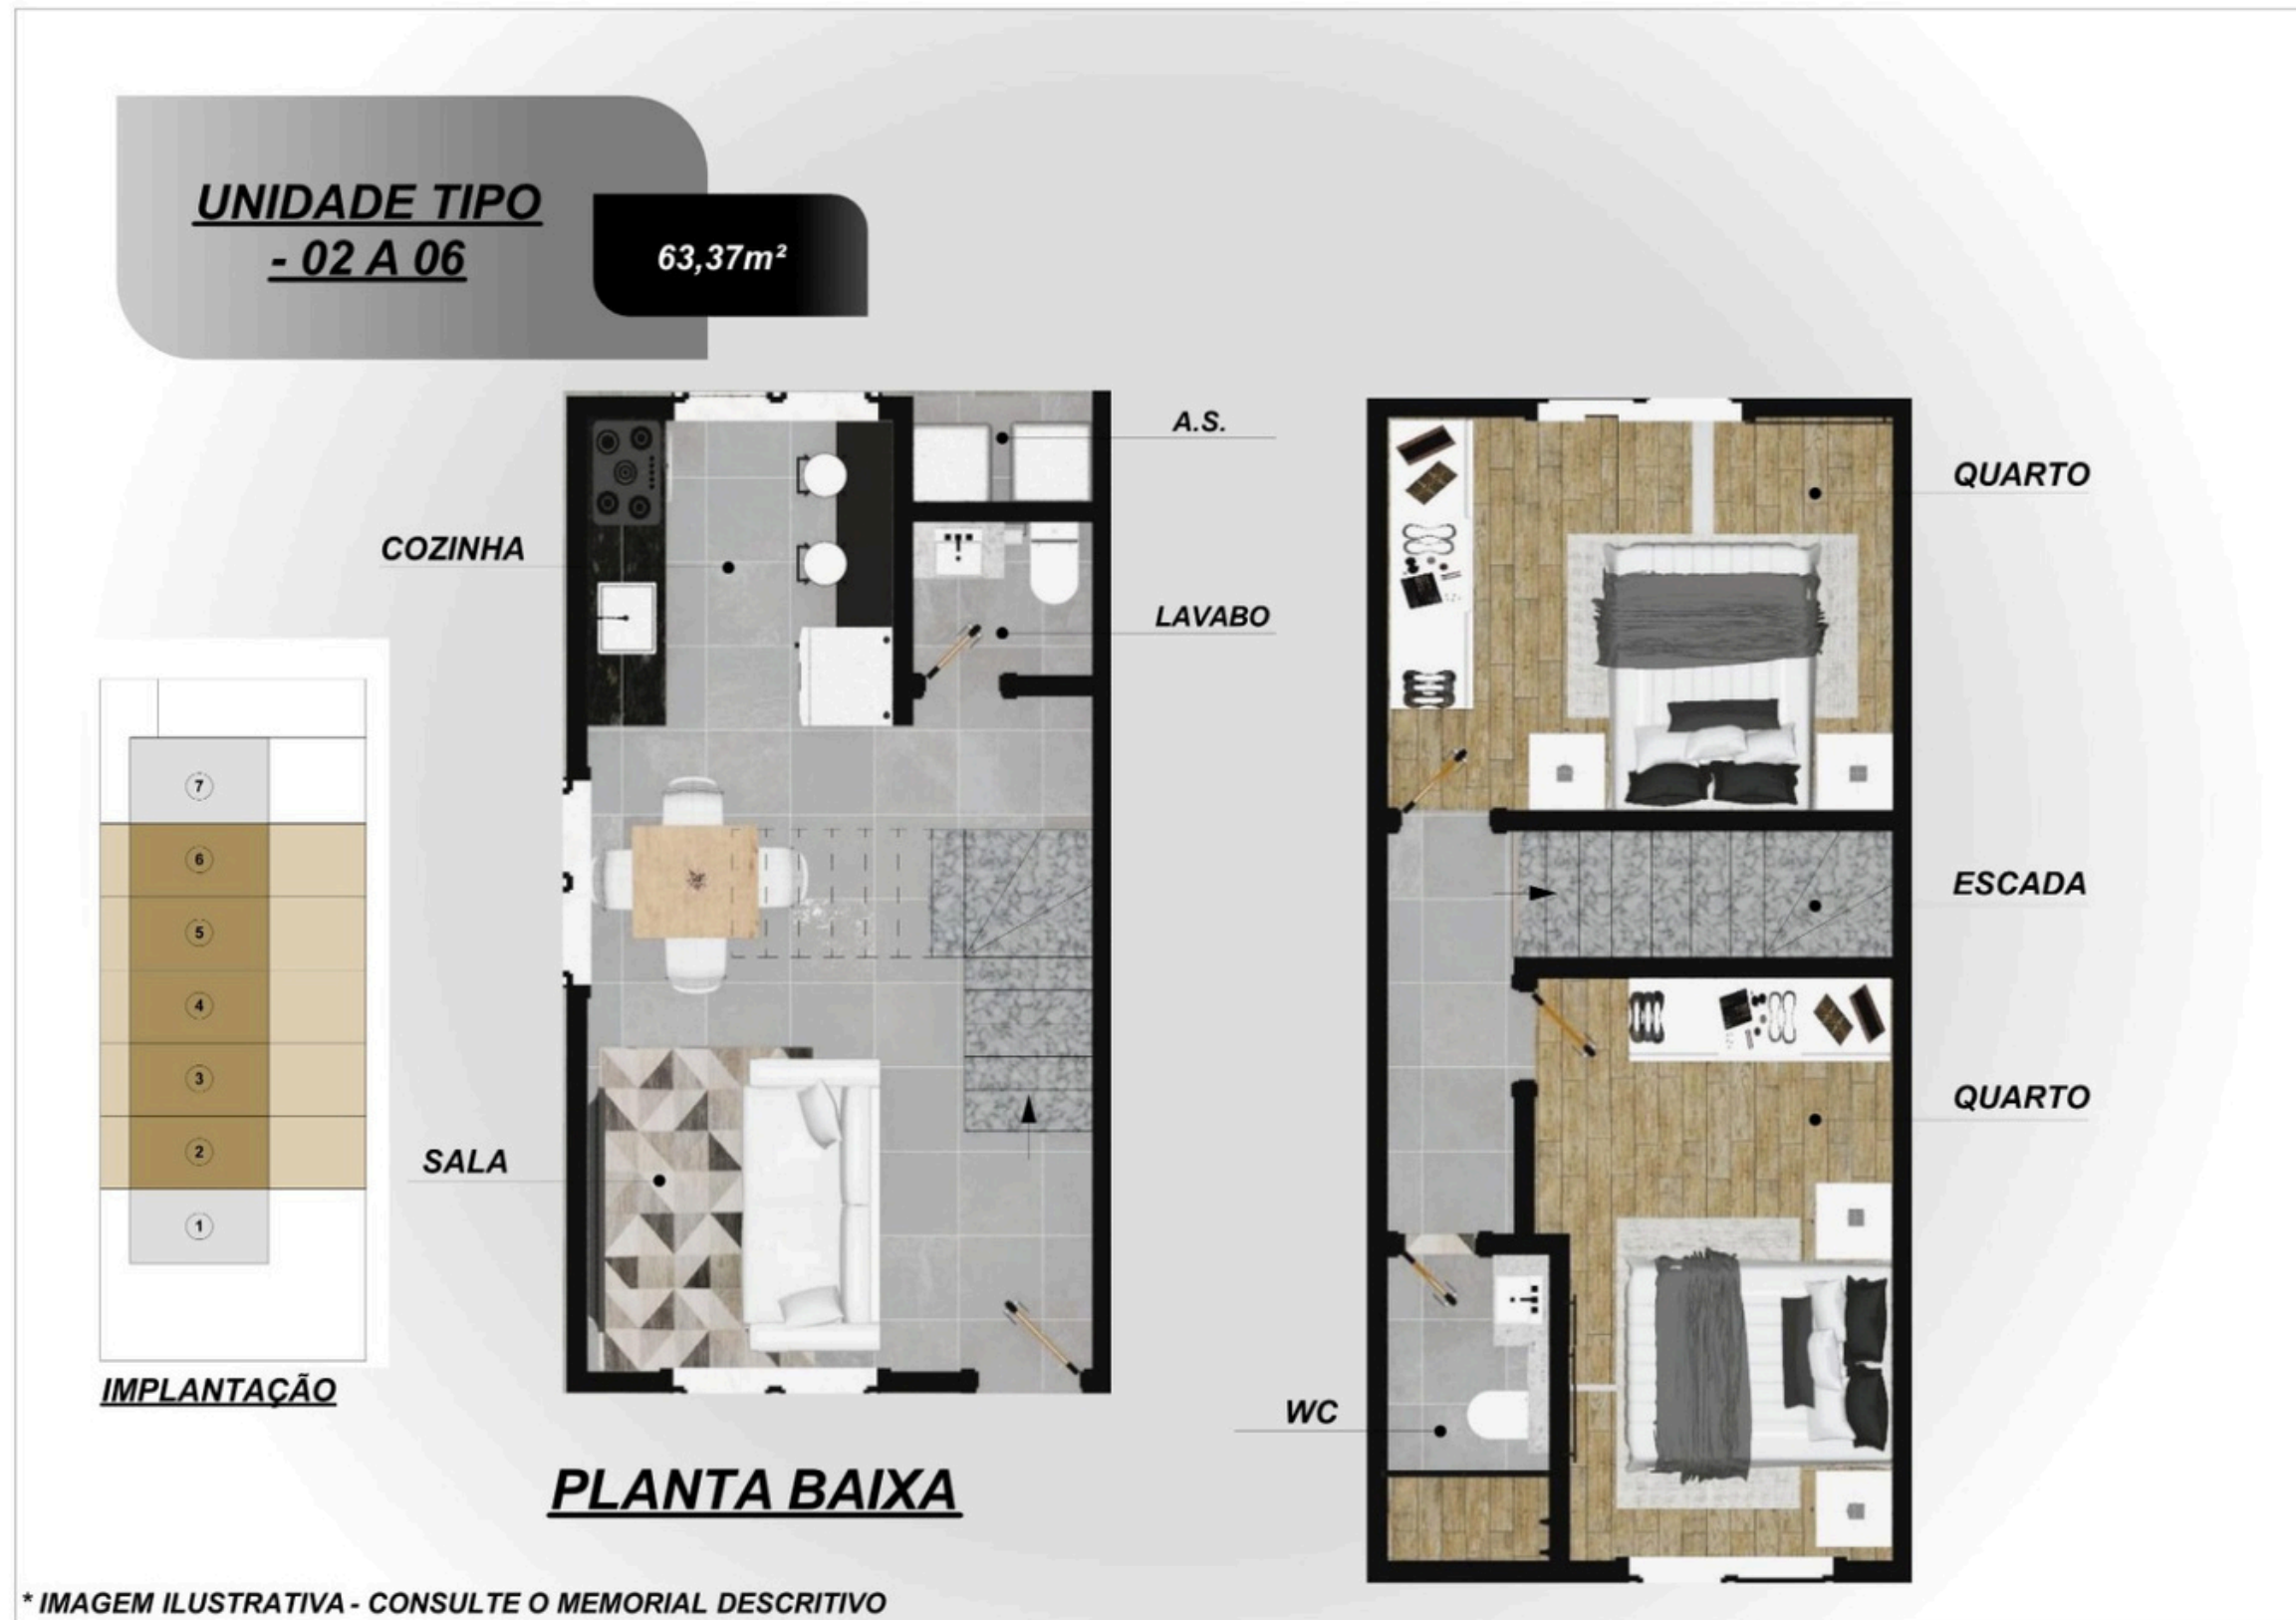 UNIDADE TIPO
- 02 A 06
63,37m²
A.S.
COZINHA
LAVABO
SALA
7
6
5
4
3
2
1
IMPLANTAÇÃO
PLANTA BAIXA
QUARTO
ESCADA
QUARTO
WC
* IMAGEM ILUSTRATIVA - CONSULTE O MEMORIAL DESCRITIVO